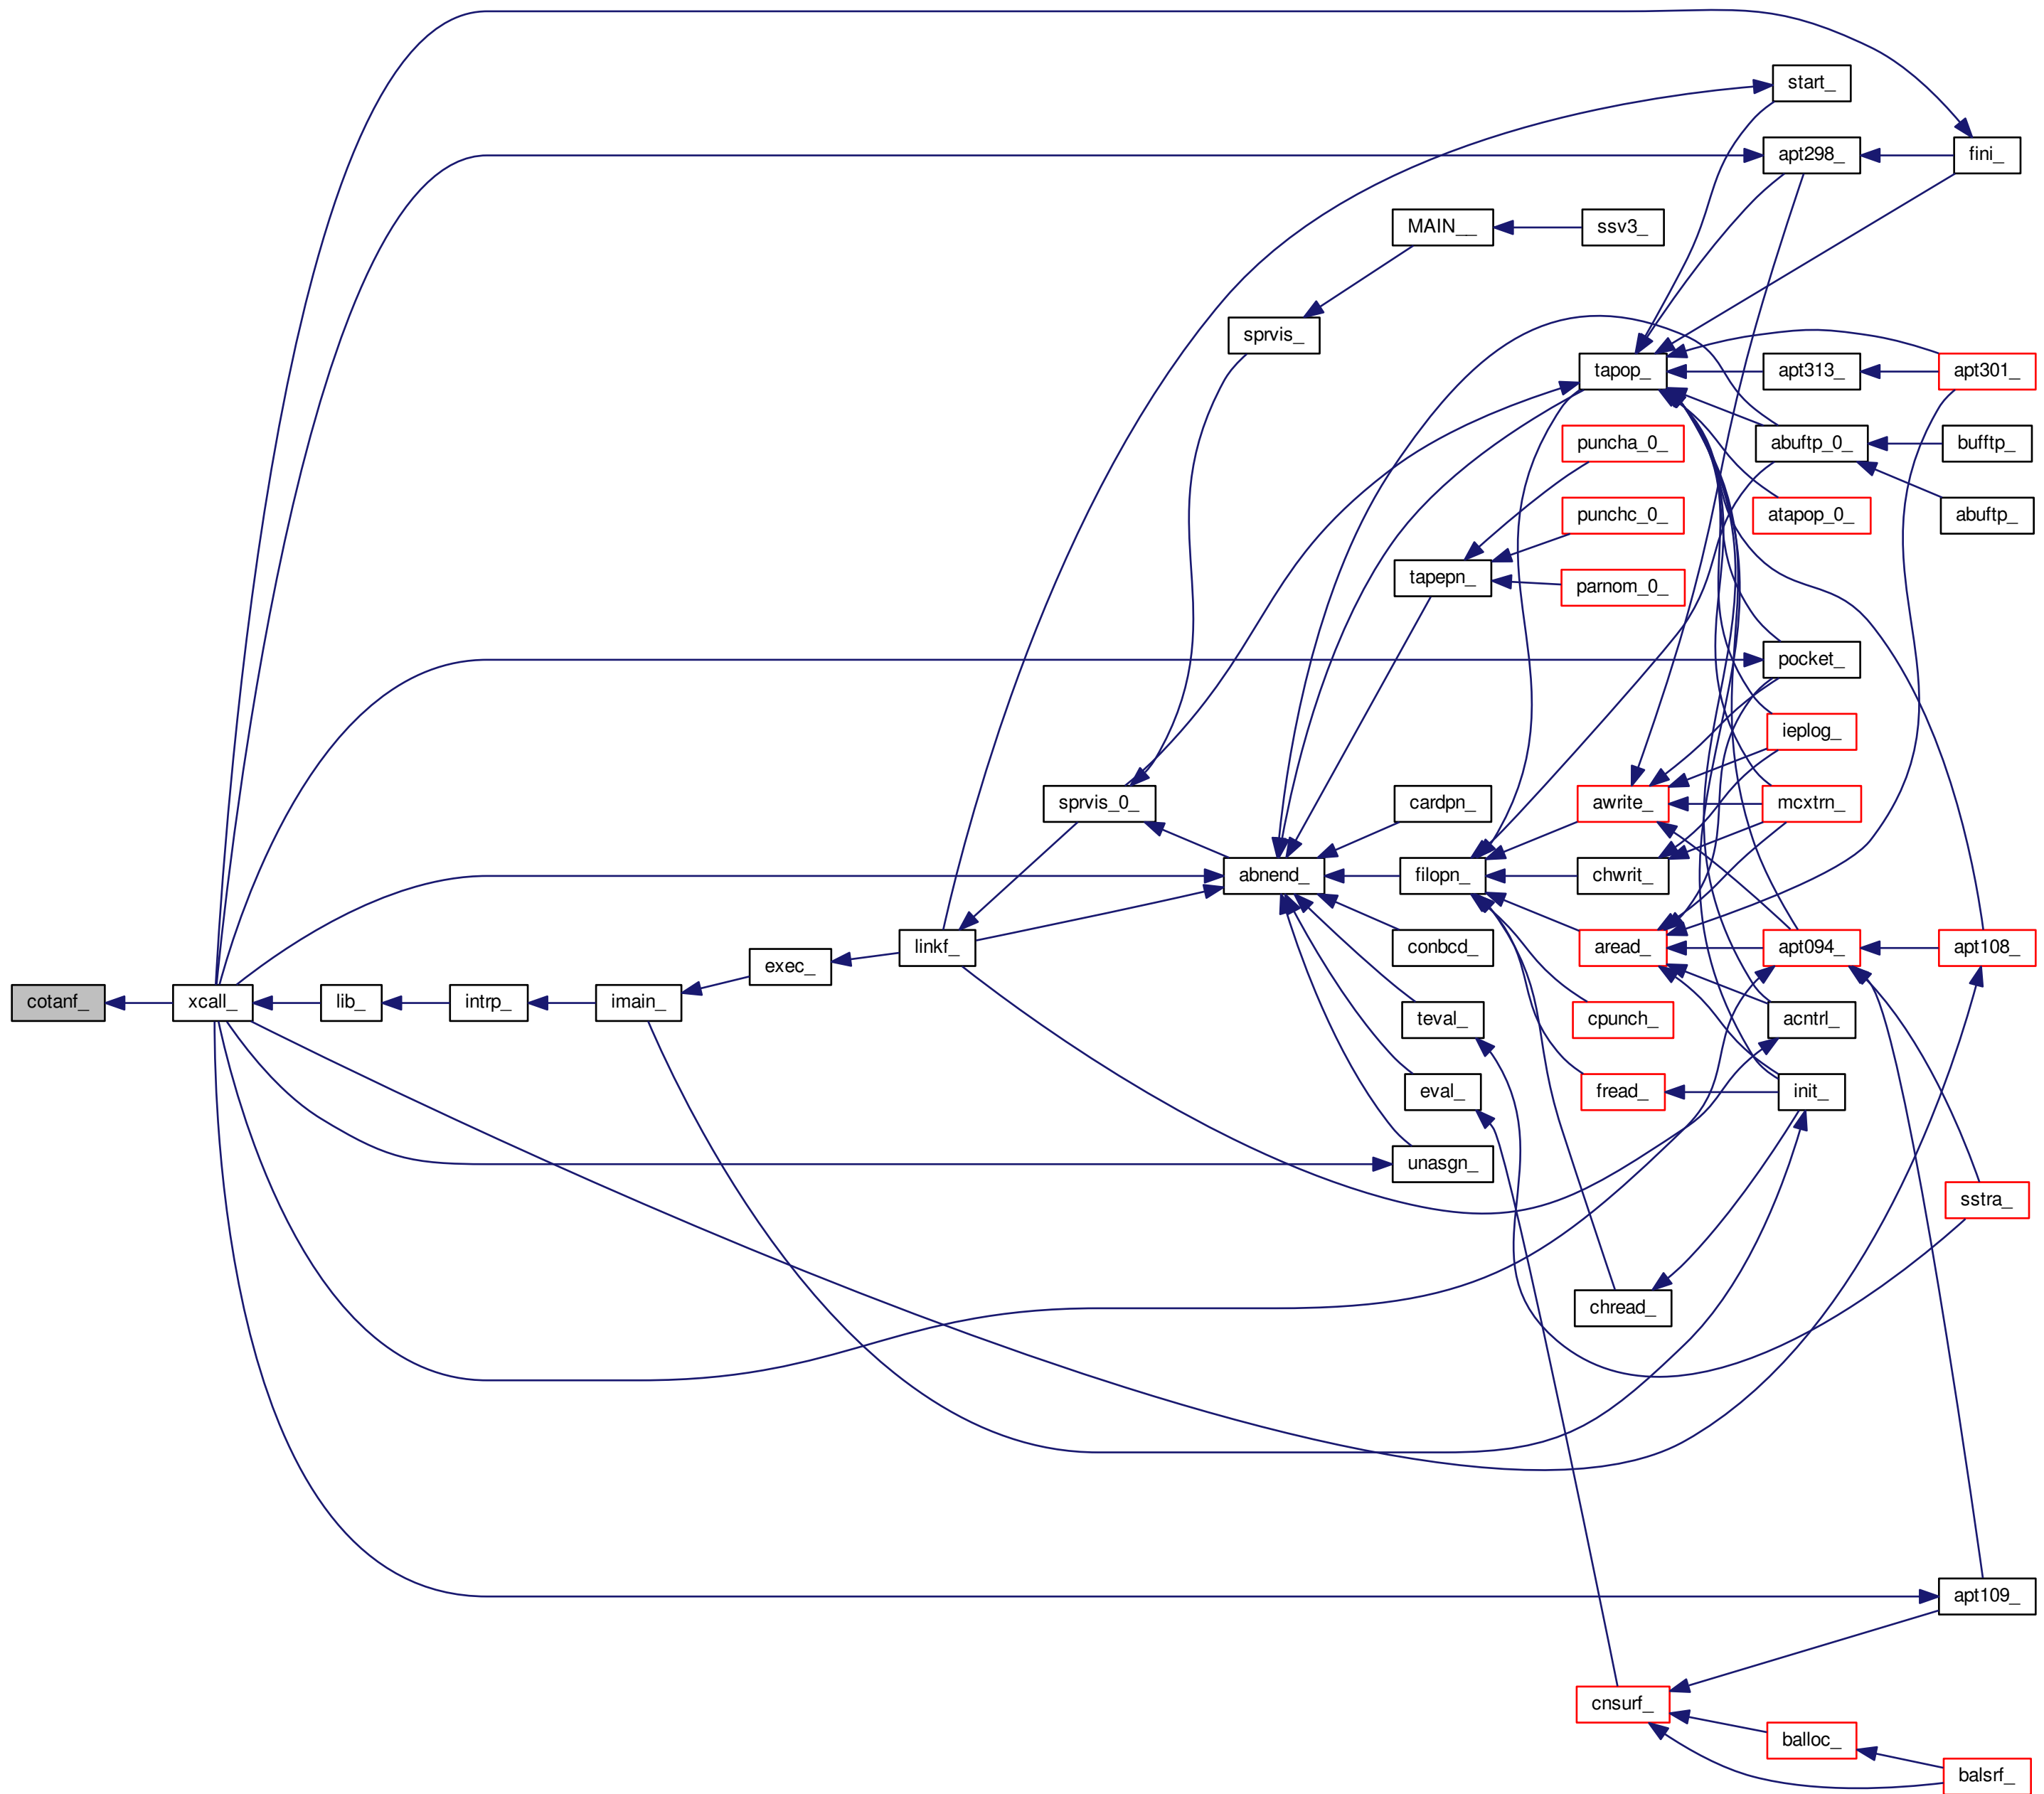 start_
apt298_
fini_
MAIN__
ssv3_
sprvis_
tapop_
apt313_
apt301_
puncha_0_
abuftp_0_
bufftp_
punchc_0_
atapop_0_
abuftp_
tapepn_
parnom_0_
pocket_
ieplog_
sprvis_0_
cardpn_
awrite_
mcxtrn_
abnend_
filopn_
chwrit_
linkf_
conbcd_
aread_
apt094_
apt108_
exec_
cotanf_
xcall_
lib_
intrp_
imain_
teval_
cpunch_
acntrl_
eval_
fread_
init_
unasgn_
sstra_
chread_
apt109_
cnsurf_
balloc_
balsrf_